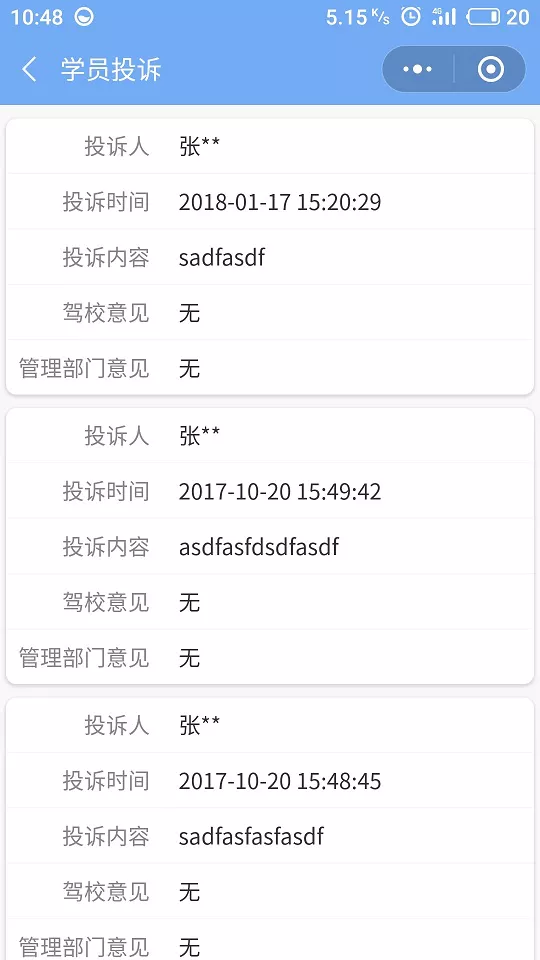 10:48 5.15 K/s 4G 20
学员投诉
投诉人 张**
投诉时间 2018-01-17 15:20:29
投诉内容 sadfasdf
驾校意见 无
管理部门意见 无
投诉人 张**
投诉时间 2017-10-20 15:49:42
投诉内容 asdfasfdsdfasdf
驾校意见 无
管理部门意见 无
投诉人 张**
投诉时间 2017-10-20 15:48:45
投诉内容 sadfasfasfasdf
驾校意见 无
管理部门意见 无